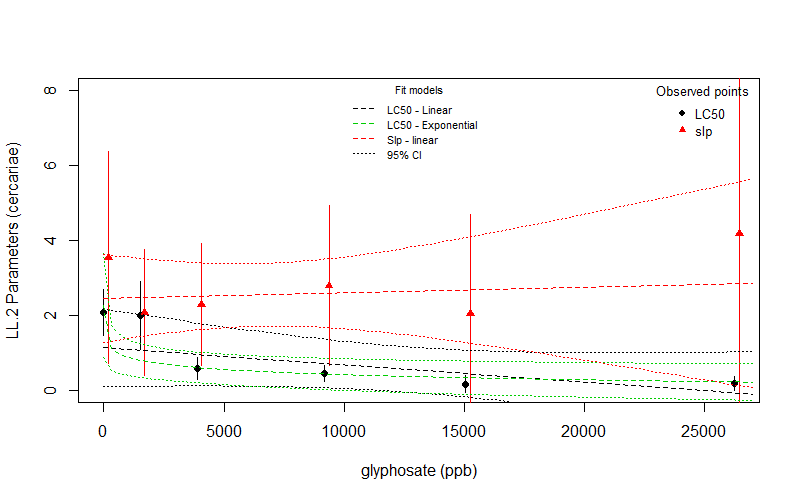 Fit models
LC50 - Linear
LC50 - Exponential
Slp - linear
95% CI
Observed points
LC50
slp
LL.2 Parameters (cercariae)
8
6
4
2
0
0 5000 10000 15000 20000 25000
glyphosate (ppb)